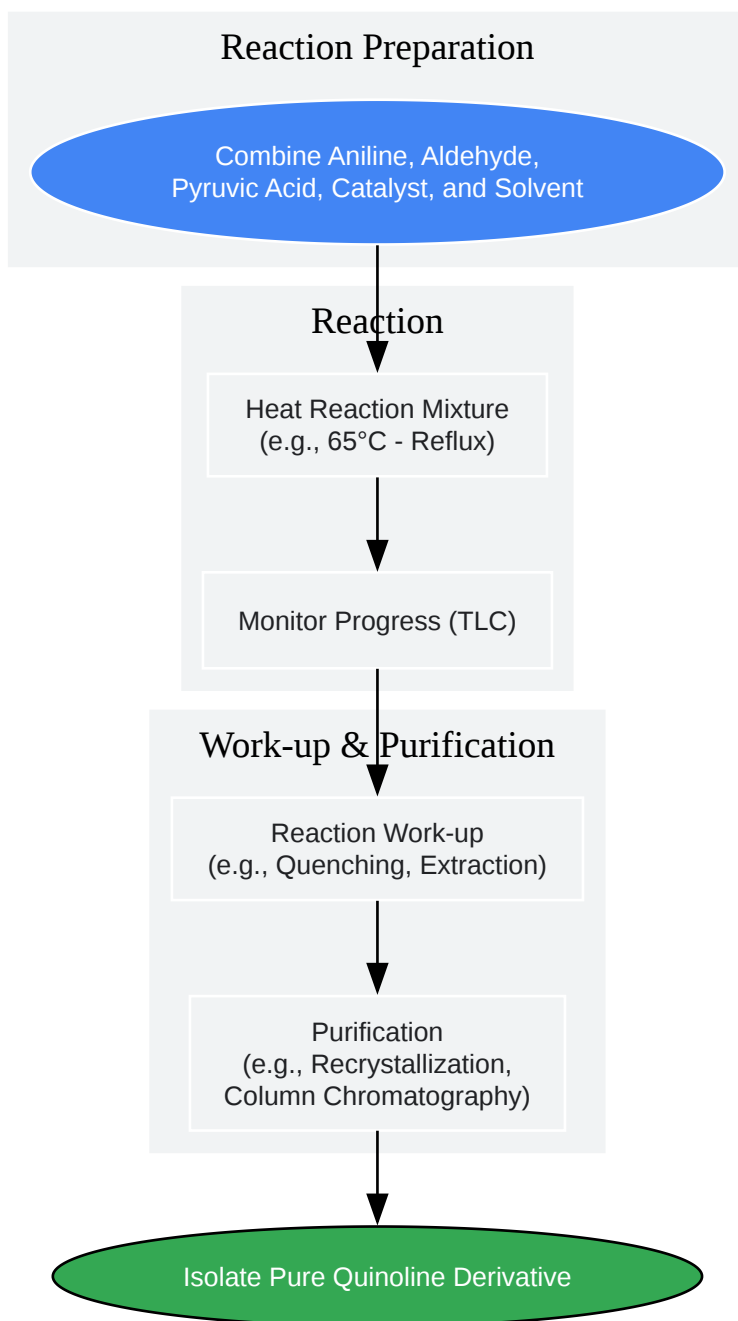 Reaction Preparation
Combine Aniline, Aldehyde,
Pyruvic Acid, Catalyst, and Solvent
Reaction
Heat Reaction Mixture
(e.g., 65°C - Reflux)
Monitor Progress (TLC)
Work-up & Purification
Reaction Work-up
(e.g., Quenching, Extraction)
Purification
(e.g., Recrystallization,
Column Chromatography)
Isolate Pure Quinoline Derivative